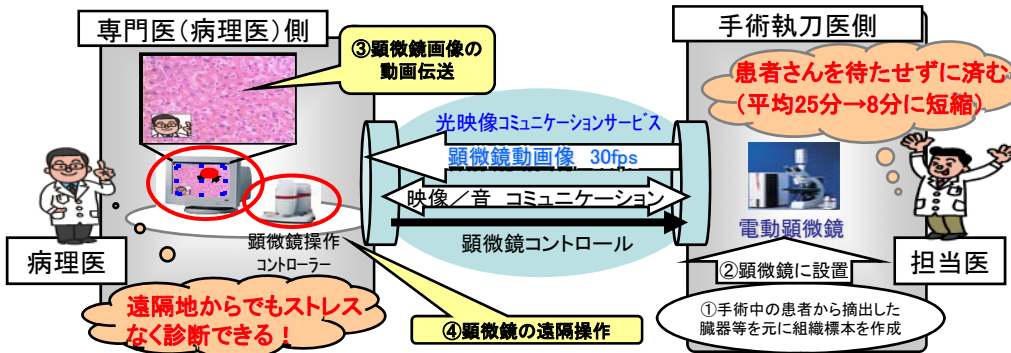 専門医(病理医)側
③顕微鏡画像の
動画伝送
手術執刀医側
患者さんを待たせずに済む
(平均25分→8分に短縮)
光映像コミュニケーションサービス
顕微鏡動画像 30fps
映像/音 コミュニケーション
顕微鏡コントロール
顕微鏡操作
コントローラー
電動顕微鏡
病理医
担当医
②顕微鏡に設置
①手術中の患者から摘出した
臓器等を元に組織標本を作成
遠隔地からでもストレス
なく診断できる!
④顕微鏡の遠隔操作